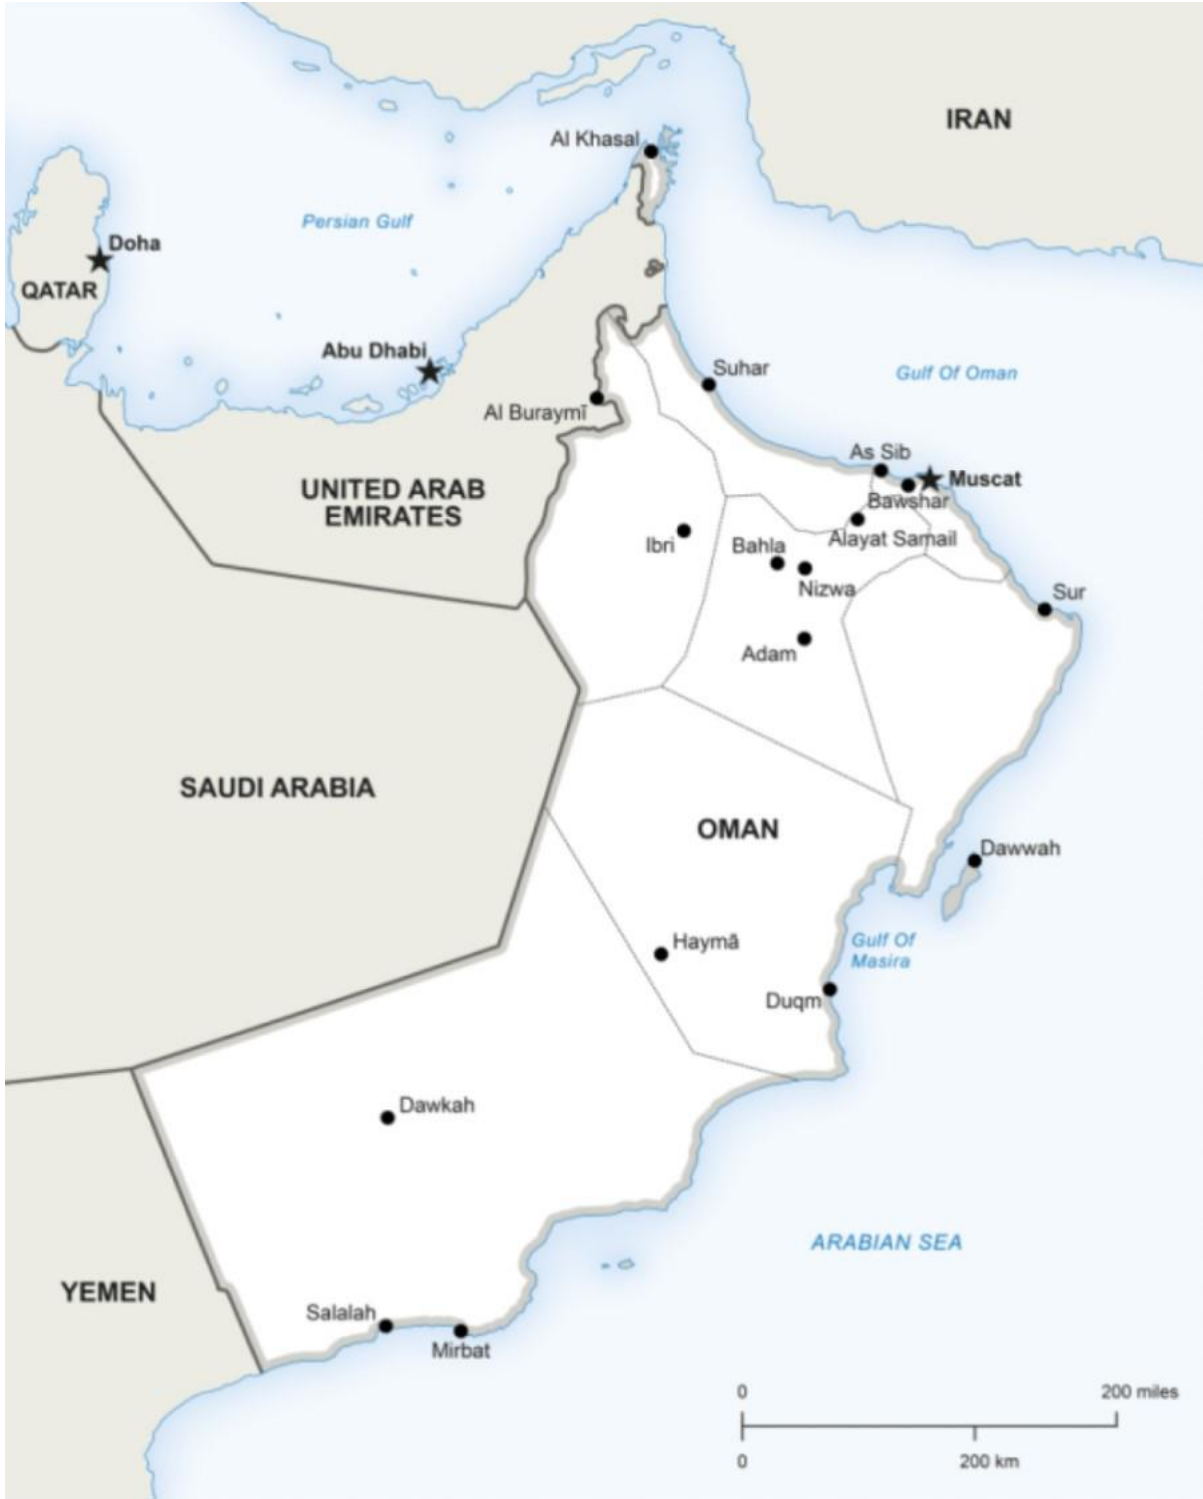 IRAN
Al Khasal
Persian Gulf
Doha
QATAR
Abu Dhabi
Suhar
Gulf Of Oman
Al Buraymī
As Sib
Muscat
UNITED ARAB
EMIRATES
Bawshar
Ibri
Bahla
Alayat Samail
Nizwa
Sur
Adam
SAUDI ARABIA
OMAN
Dawwah
Haymā
Gulf Of
Masira
Duqm
Dawkah
ARABIAN SEA
YEMEN
Salalah
Mirbat
0
200 miles
0
200 km